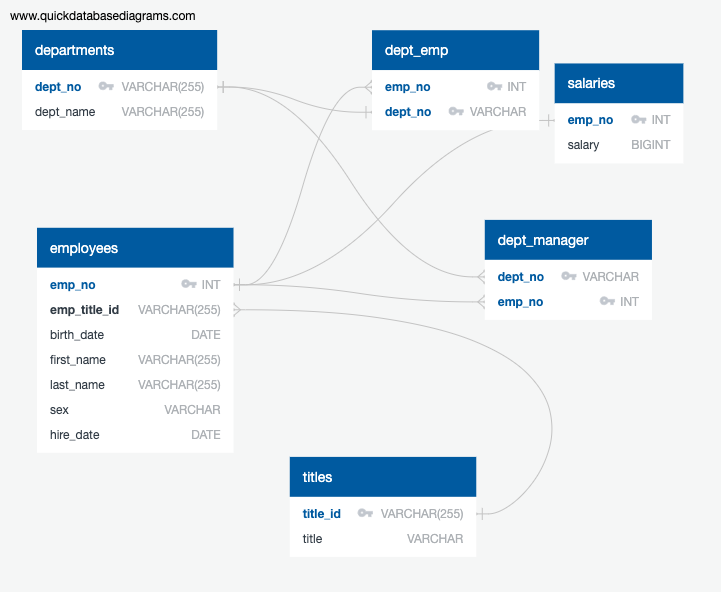 www.quickdatabasediagrams.com
departments
dept_no VARCHAR(255)
dept_name VARCHAR(255)
dept_emp
emp_no INT
dept_no VARCHAR
salaries
emp_no INT
salary BIGINT
employees
emp_no INT
emp_title_id VARCHAR(255)
birth_date DATE
first_name VARCHAR(255)
last_name VARCHAR(255)
sex VARCHAR
hire_date DATE
dept_manager
dept_no VARCHAR
emp_no INT
titles
title_id VARCHAR(255)
title VARCHAR